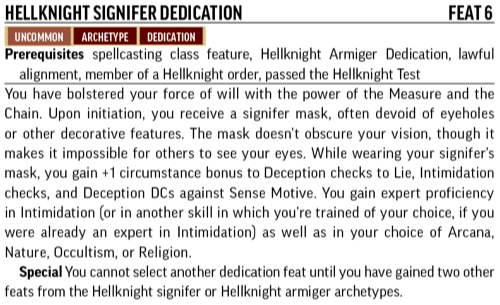 HELLKNIGHT SIGNIFER DEDICATION FEAT 6
UNCOMMON ARCHETYPE DEDICATION
Prerequisites spellcasting class feature, Hellknight Armiger Dedication, lawful
alignment, member of a Hellknight order, passed the Hellknight Test
You have bolstered your force of will with the power of the Measure and the
Chain. Upon initiation, you receive a signifer mask, often devoid of eyeholes
or other decorative features. The mask doesn't obscure your vision, though it
makes it impossible for others to see your eyes. While wearing your signifer's
mask, you gain +1 circumstance bonus to Deception checks to Lie, Intimidation
checks, and Deception DCs against Sense Motive. You gain expert proficiency
in Intimidation (or in another skill in which you're trained of your choice, if you
were already an expert in Intimidation) as well as in your choice of Arcana,
Nature, Occultism, or Religion.
Special You cannot select another dedication feat until you have gained two other
feats from the Hellknight signifer or Hellknight armiger archetypes.